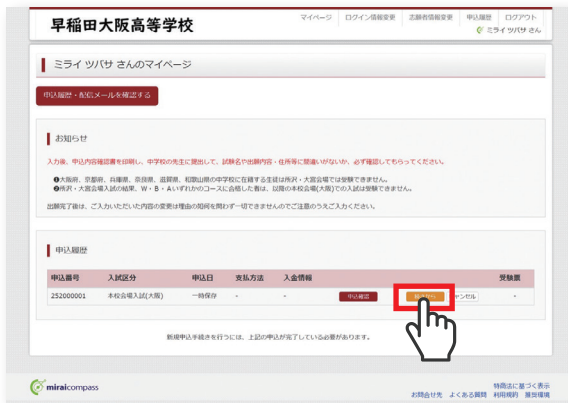 早稲田大阪高等学校
マイページ ログイン情報変更 志願者情報変更 申込履歴 ログアウト
ミライ ツバサ さん
ミライ ツバサ さんのマイページ
申込履歴・配信メールを確認する
お知らせ
入力後、申込内容確認書を印刷し、中学校の先生に提出して、試験名や出願内容・住所等に間違いがないか、必ず確認してもらってください。
❶大阪府、京都府、兵庫県、奈良県、滋賀県、和歌山県の中学校に在籍する生徒は所沢・大宮会場では受験できません。
❷所沢・大宮会場入試の結果、W・B・Aいずれかのコースに合格した者は、以降の本校会場(大阪)での入試は受験できません。
出願完了後は、ご入力いただいた内容の変更は理由の如何を問わず一切できませんのでご注意のうえご入力ください。
申込履歴
申込番号 入試区分 申込日 支払方法 入金情報 受験票
252000001 本校会場入試(大阪) 一時保存 - - 申込確認 ンセル -
新規申込手続きを行うには、上記の申込が完了している必要があります。
miraicompass
特商法に基づく表示
お問合せ先 よくある質問 利用規約 推奨環境